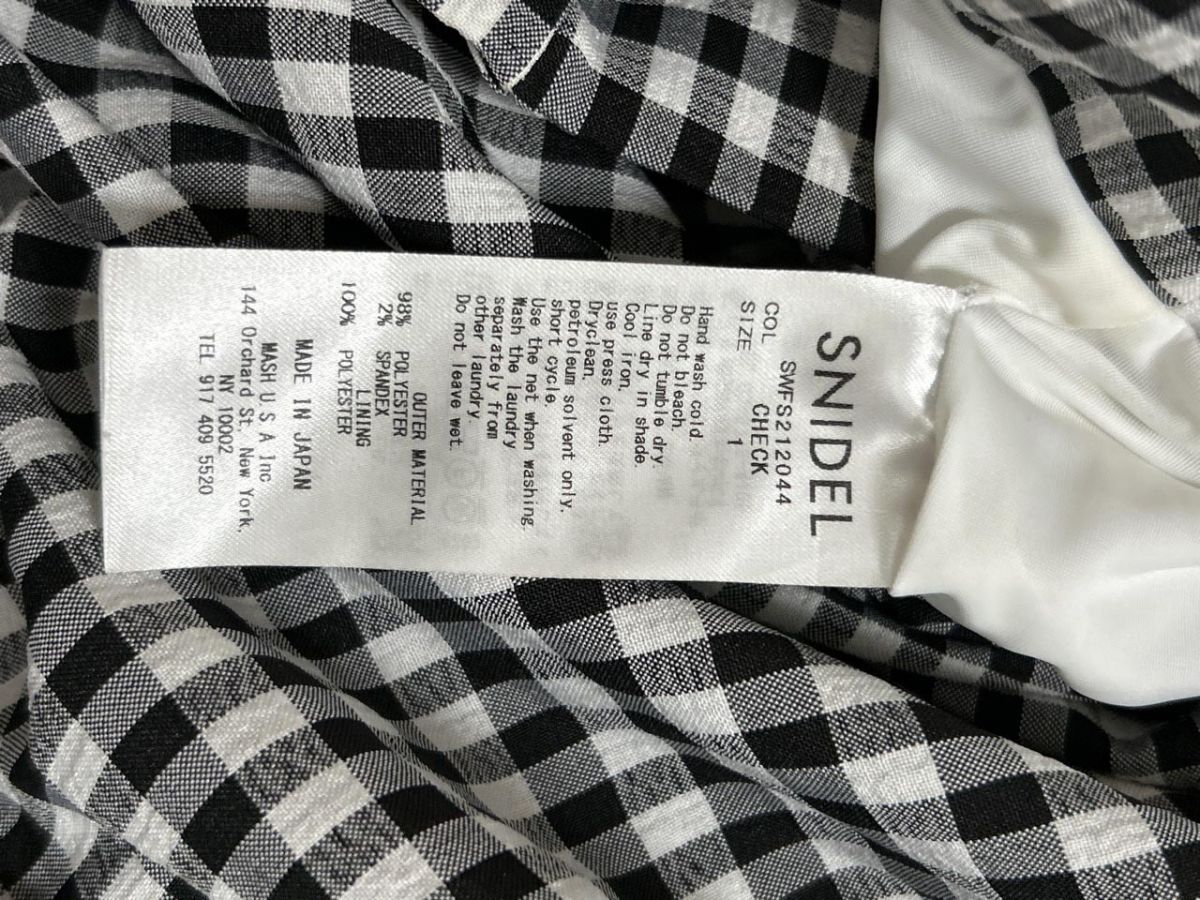 SNIDEL
SWFS212044
COL CHECK
SIZE 1
Hand wash cold.
Do not bleach.
Do not tumble dry.
Line dry in shade.
Cool iron.
Use press cloth.
Dryclean,
petroleum solvent only.
short cycle.
Use the net when washing.
Wash the laundry
separately from
other laundry.
Do not leave wet.
OUTER MATERIAL
98% POLYESTER
2% SPANDEX
LINING
100% POLYESTER
MADE IN JAPAN
MASH U S A Inc
144 Orchard St. New York,
NY 10002
TEL 917 409 5520